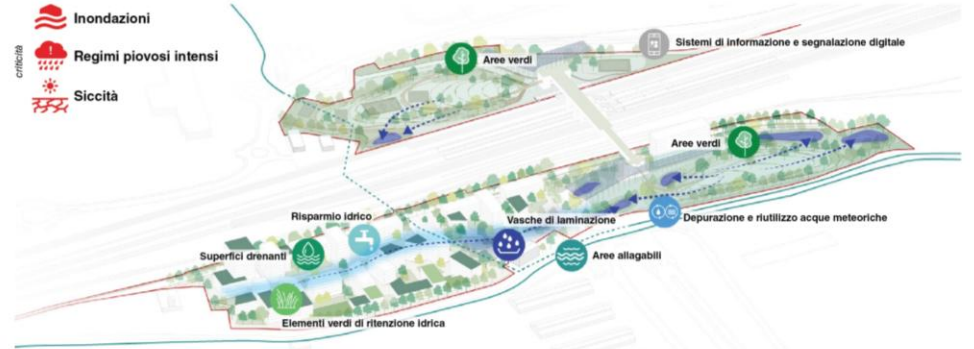 criticità
Inondazioni
Regimi piovosi intensi
Siccità
Aree verdi
Sistemi di informazione e segnalazione digitale
Aree verdi
Risparmio idrico
Vasche di laminazione
Depurazione e riutilizzo acque meteoriche
Superfici drenanti
Aree allagabili
Elementi verdi di ritenzione idrica